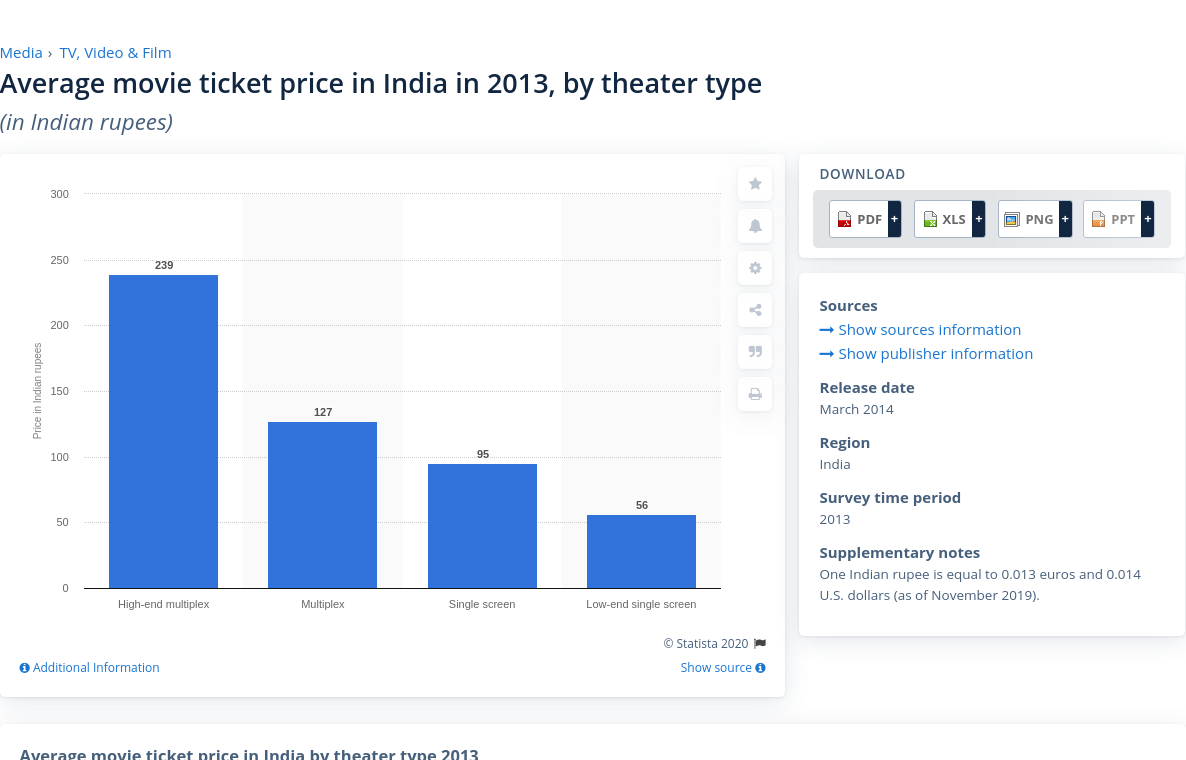 Media › TV, Video & Film
Average movie ticket price in India in 2013, by theater type
(in Indian rupees)
300
250
200
150
100
50
0
Price in Indian rupees
239
127
95
56
High-end multiplex
Multiplex
Single screen
Low-end single screen
© Statista 2020
Additional Information
Show source
DOWNLOAD
PDF +
XLS +
PNG +
PPT +
Sources
Show sources information
Show publisher information
Release date
March 2014
Region
India
Survey time period
2013
Supplementary notes
One Indian rupee is equal to 0.013 euros and 0.014
U.S. dollars (as of November 2019).
Average movie ticket price in India by theater type 2013